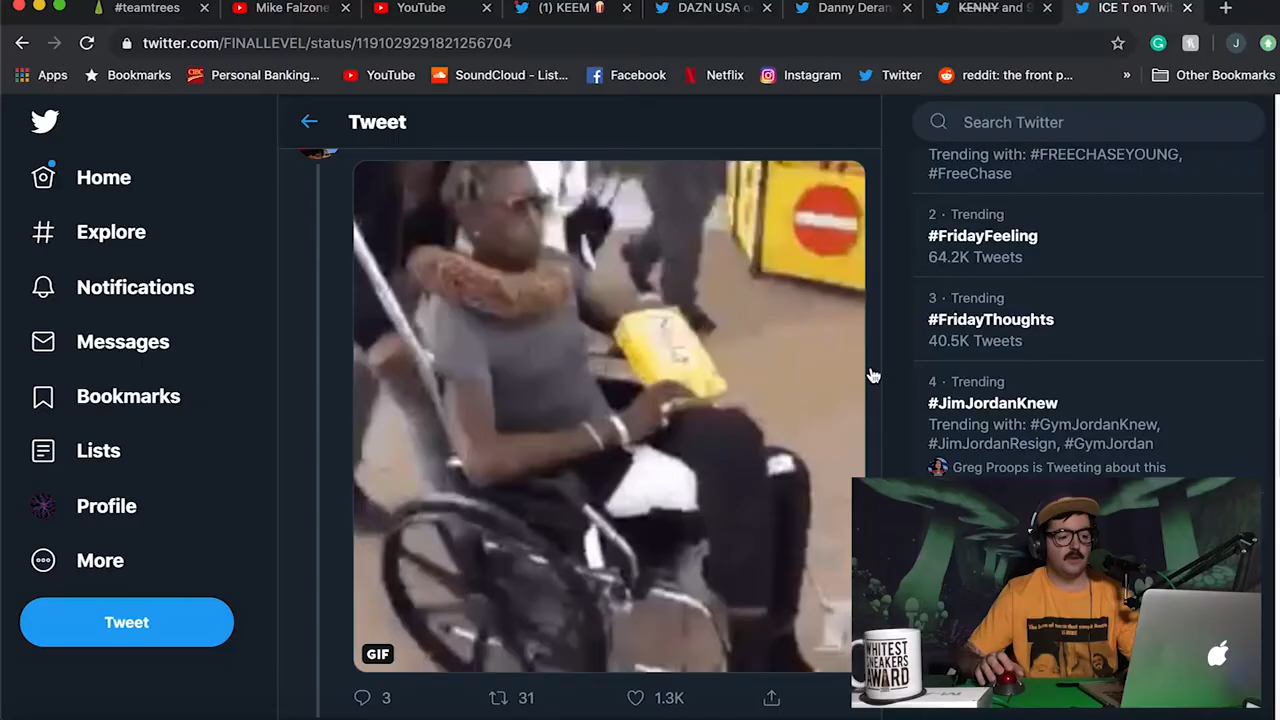 #teamtrees
Mike Falzone
YouTube
(1) KEEM
DAZN USA o
Danny Deran
KENNY and 9
ICE T on Twit
twitter.com/FINALLEVEL/status/1191029291821256704
Apps
Bookmarks
CIBC
Personal Banking...
YouTube
SoundCloud - List...
Facebook
Netflix
Instagram
Twitter
reddit: the front p...
»
Other Bookmarks
Home
Explore
Notifications
Messages
Bookmarks
Lists
Profile
More
Tweet
Tweet
GIF
3
31
1.3K
Search Twitter
Trending with: #FREECHASEYOUNG,
#FreeChase
2 · Trending
#FridayFeeling
64.2K Tweets
3 · Trending
#FridayThoughts
40.5K Tweets
4 · Trending
#JimJordanKnew
Trending with: #GymJordanKnew,
#JimJordanResign, #GymJordan
Greg Proops is Tweeting about this
WHITEST
SNEAKERS
AWARD